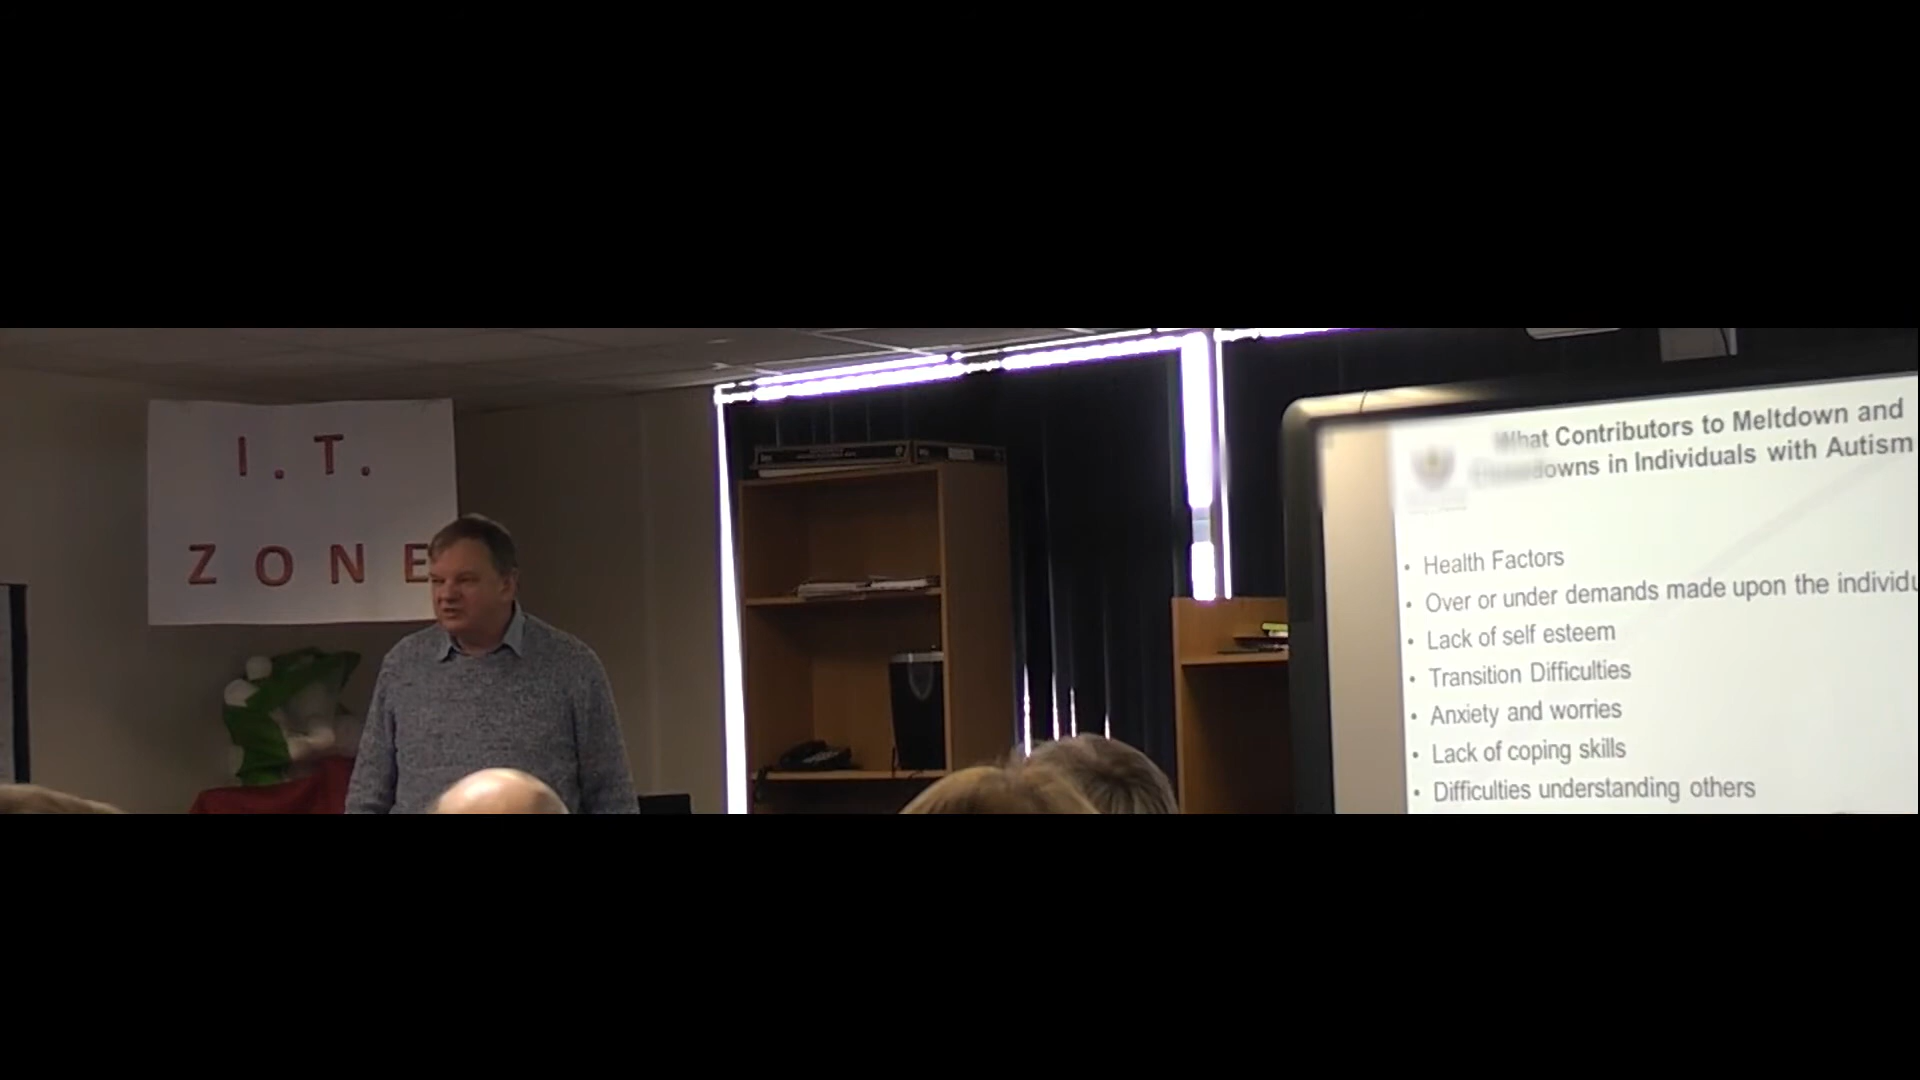 I. T.
ZONE
What Contributors to Meltdown and
downs in Individuals with Autism
• Health Factors
• Over or under demands made upon the individu
• Lack of self esteem
• Transition Difficulties
• Anxiety and worries
• Lack of coping skills
• Difficulties understanding others